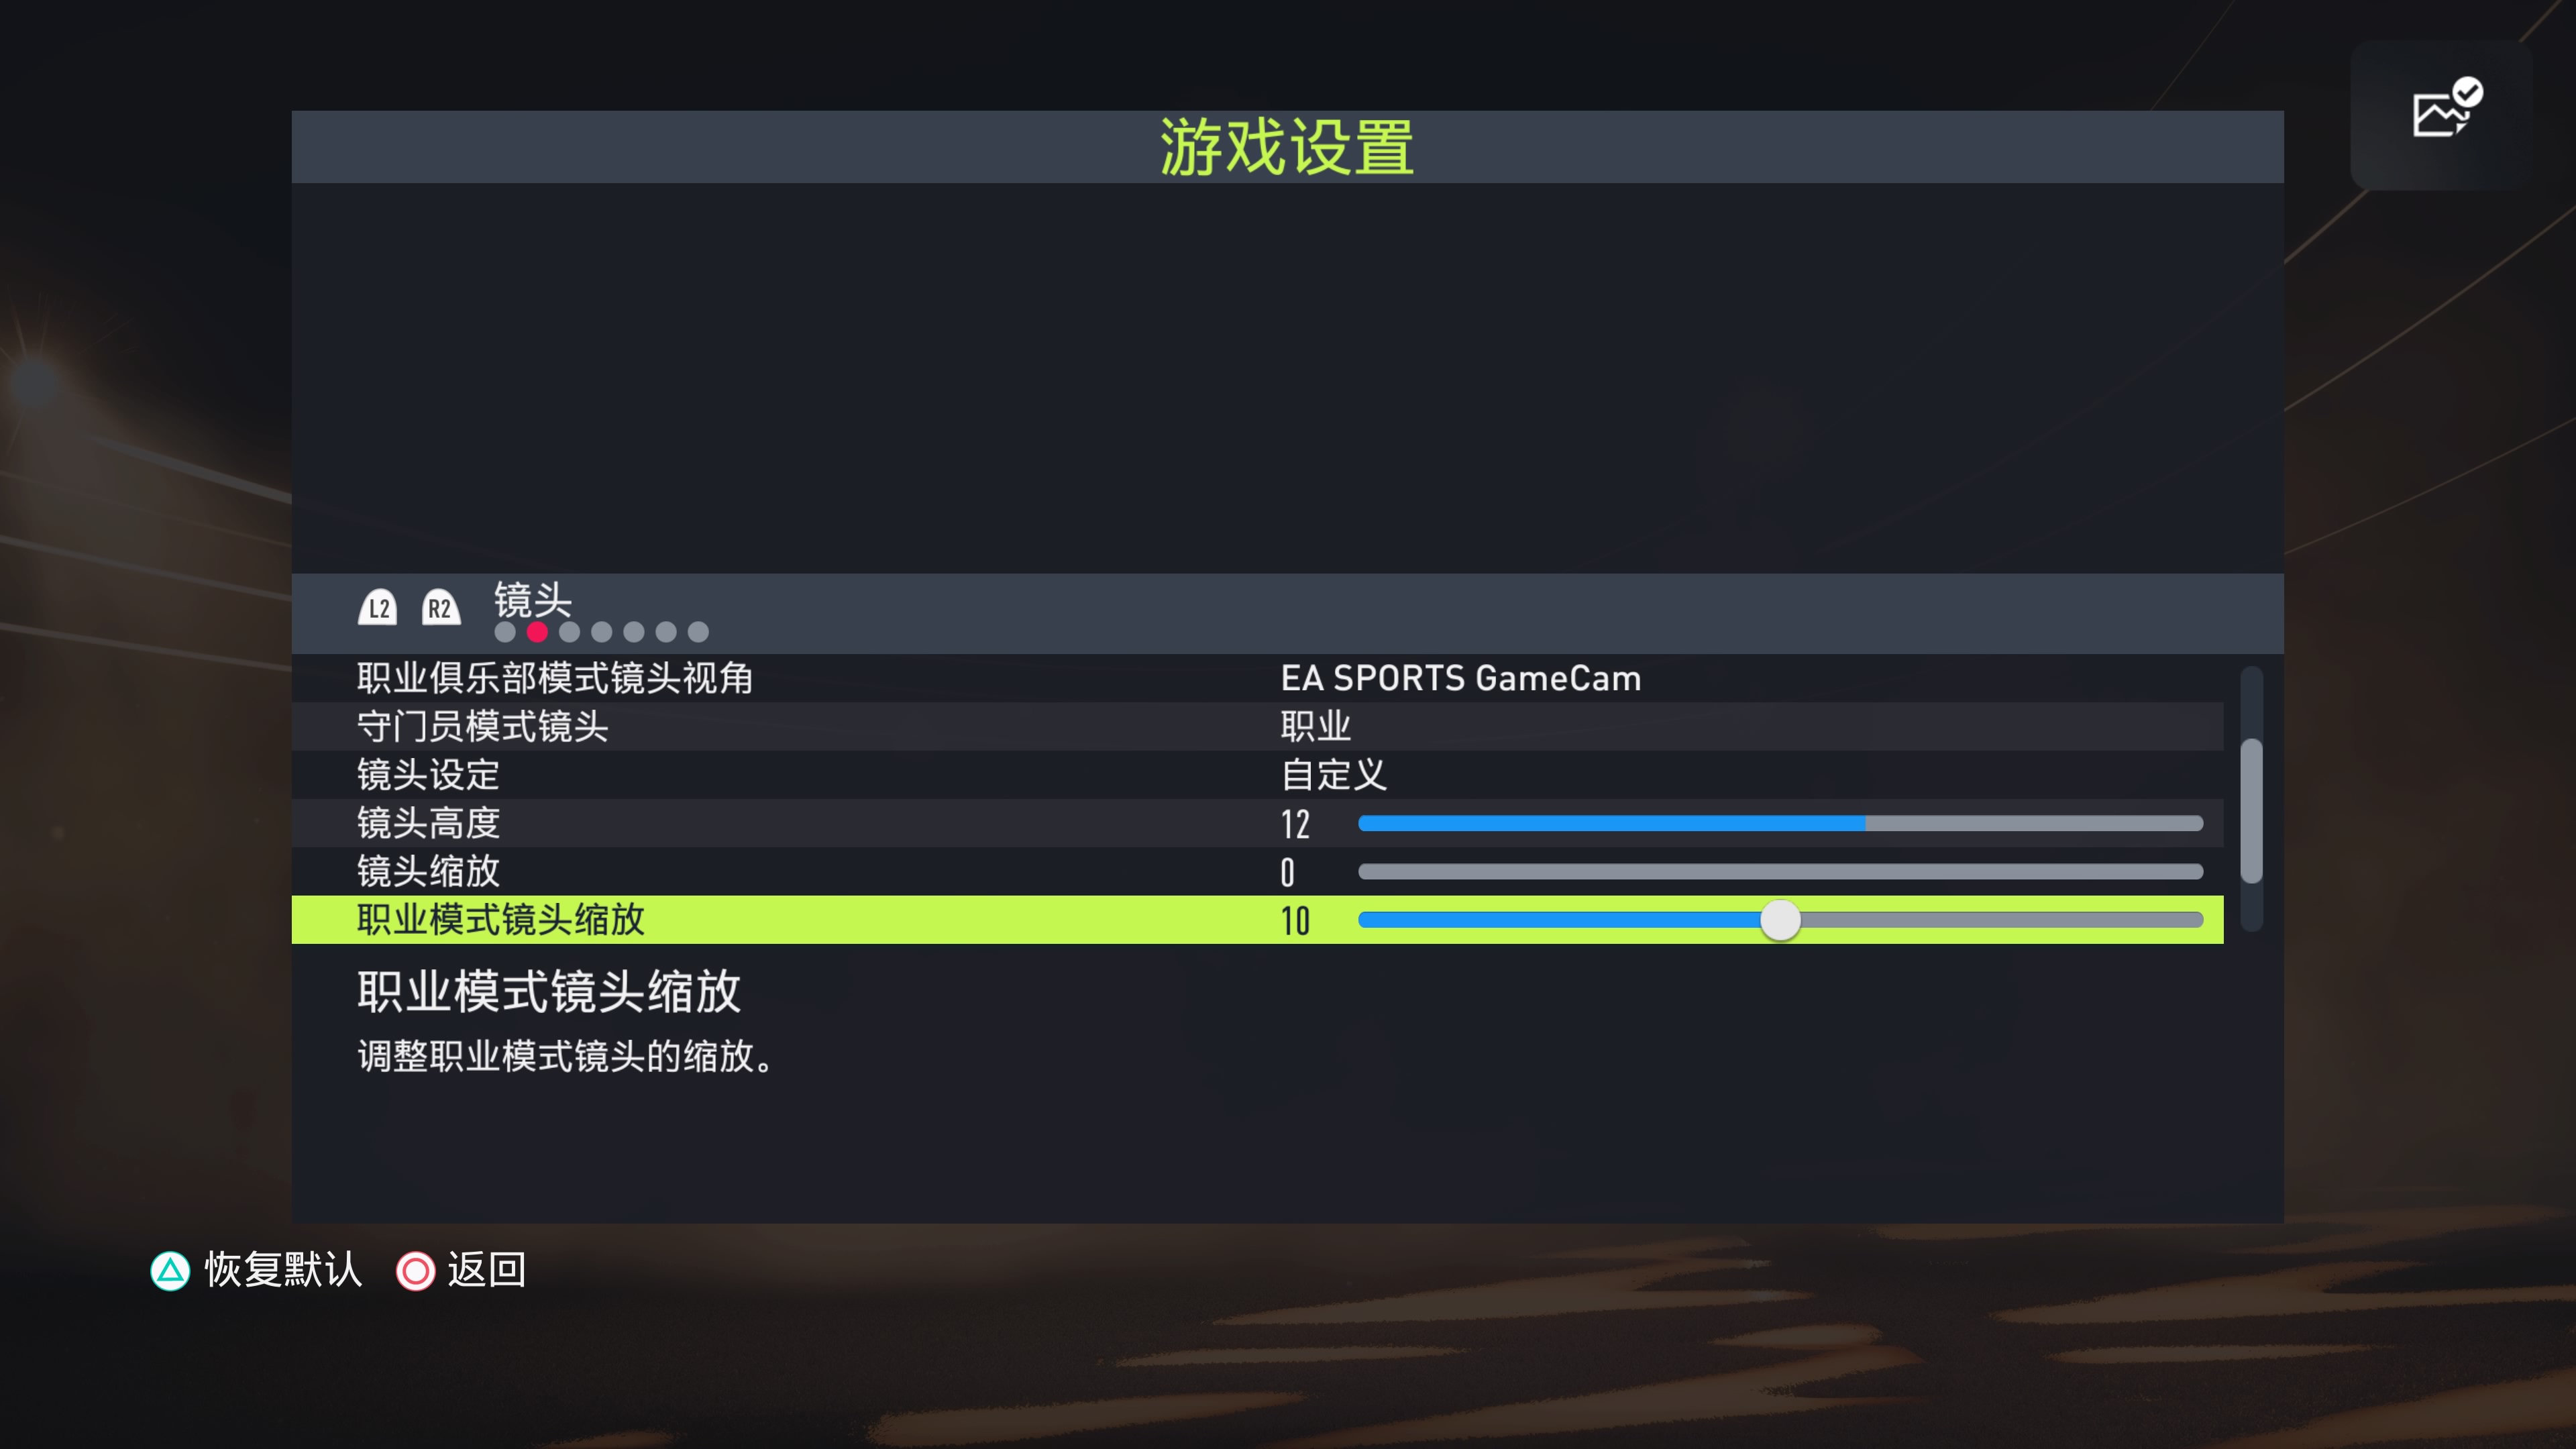 游戏设置
L2 R2 镜头
职业俱乐部模式镜头视角 EA SPORTS GameCam
守门员模式镜头 职业
镜头设定 自定义
镜头高度 12
镜头缩放 0
职业模式镜头缩放 10
职业模式镜头缩放
调整职业模式镜头的缩放。
恢复默认 返回